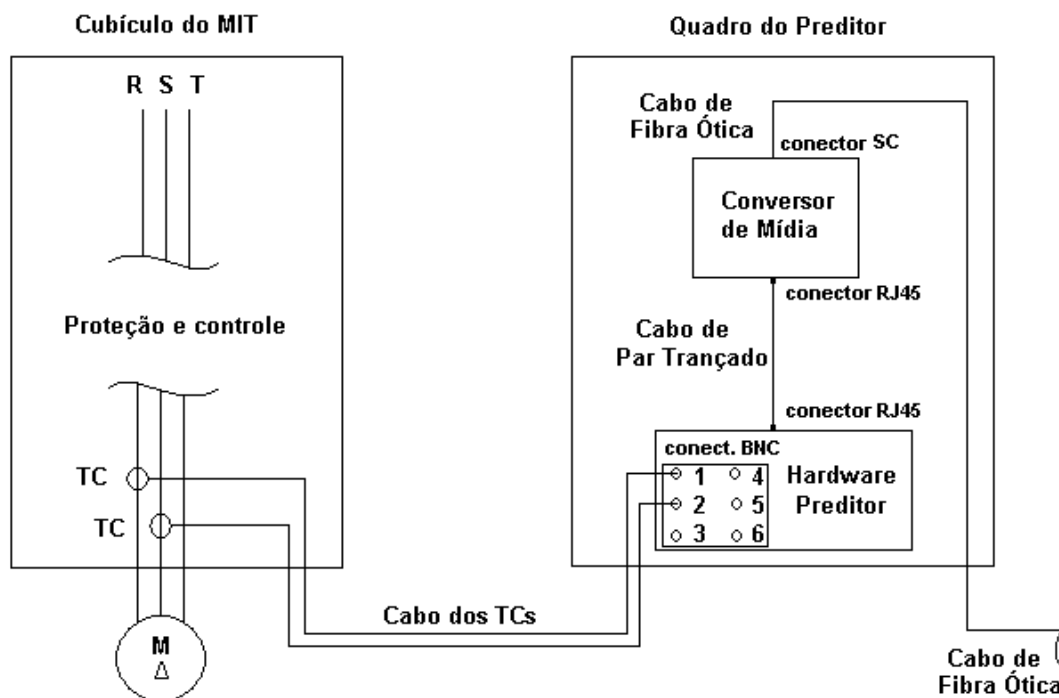 Cubículo do MIT
R S T
Proteção e controle
TC
TC
M
Δ
Cabo dos TCs
Quadro do Preditor
Cabo de
Fibra Ótica
conector SC
Conversor
de Mídia
conector RJ45
Cabo de
Par Trançado
conector RJ45
conect. BNC
1 4
2 5
3 6
Hardware
Preditor
Cabo de
Fibra Ótica